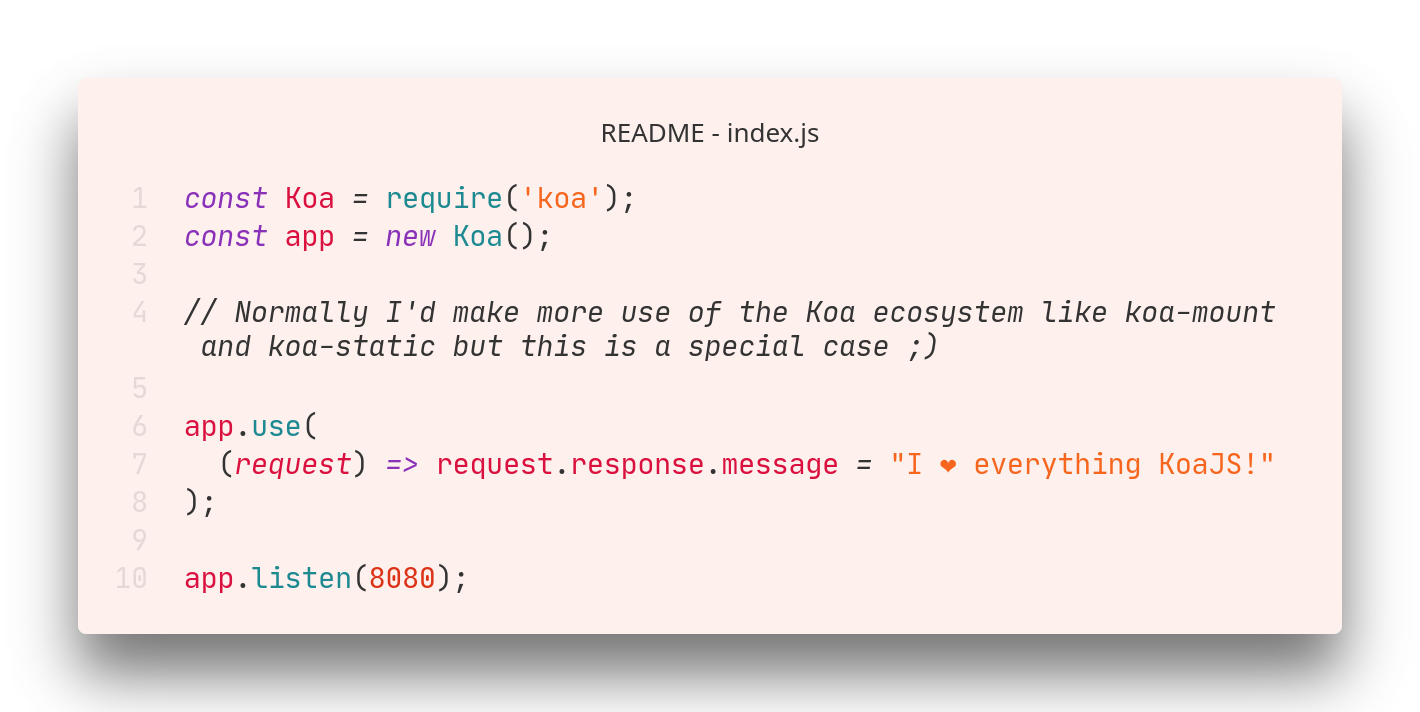 README - index.js
1 const Koa = require('koa');
2 const app = new Koa();
3
4 // Normally I'd make more use of the Koa ecosystem like koa-mount
and koa-static but this is a special case ;)
5
6 app.use(
7   (request) => request.response.message = "I ❤ everything KoaJS!"
8 );
9
10 app.listen(8080);